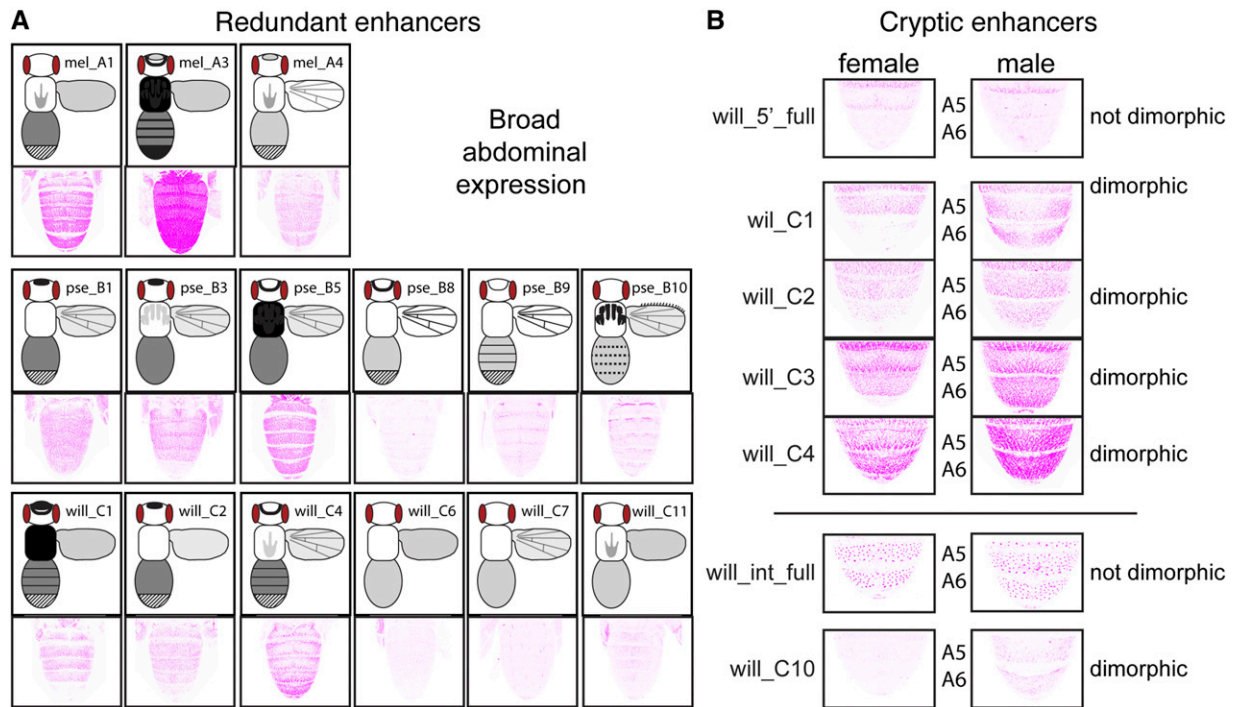 A
Redundant enhancers
mel_A1
mel_A3
mel_A4
Broad
abdominal
expression
pse_B1
pse_B3
pse_B5
pse_B8
pse_B9
pse_B10
will_C1
will_C2
will_C4
will_C6
will_C7
will_C11
B
Cryptic enhancers
female
male
will_5'_full
A5
A6
not dimorphic
wil_C1
A5
A6
dimorphic
will_C2
A5
A6
dimorphic
will_C3
A5
A6
dimorphic
will_C4
A5
A6
dimorphic
will_int_full
A5
A6
not dimorphic
will_C10
A5
A6
dimorphic